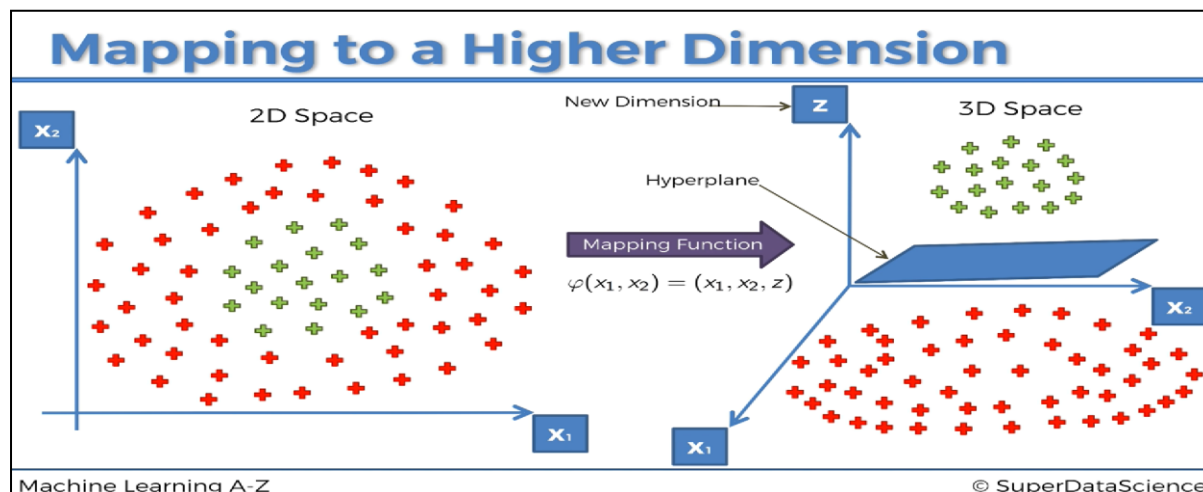 Mapping to a Higher Dimension
2D Space
X₂
X₁
Mapping Function
φ(x₁, x₂) = (x₁, x₂, z)
New Dimension
Z
3D Space
Hyperplane
X₂
X₁
Machine Learning A-Z
© SuperDataScience